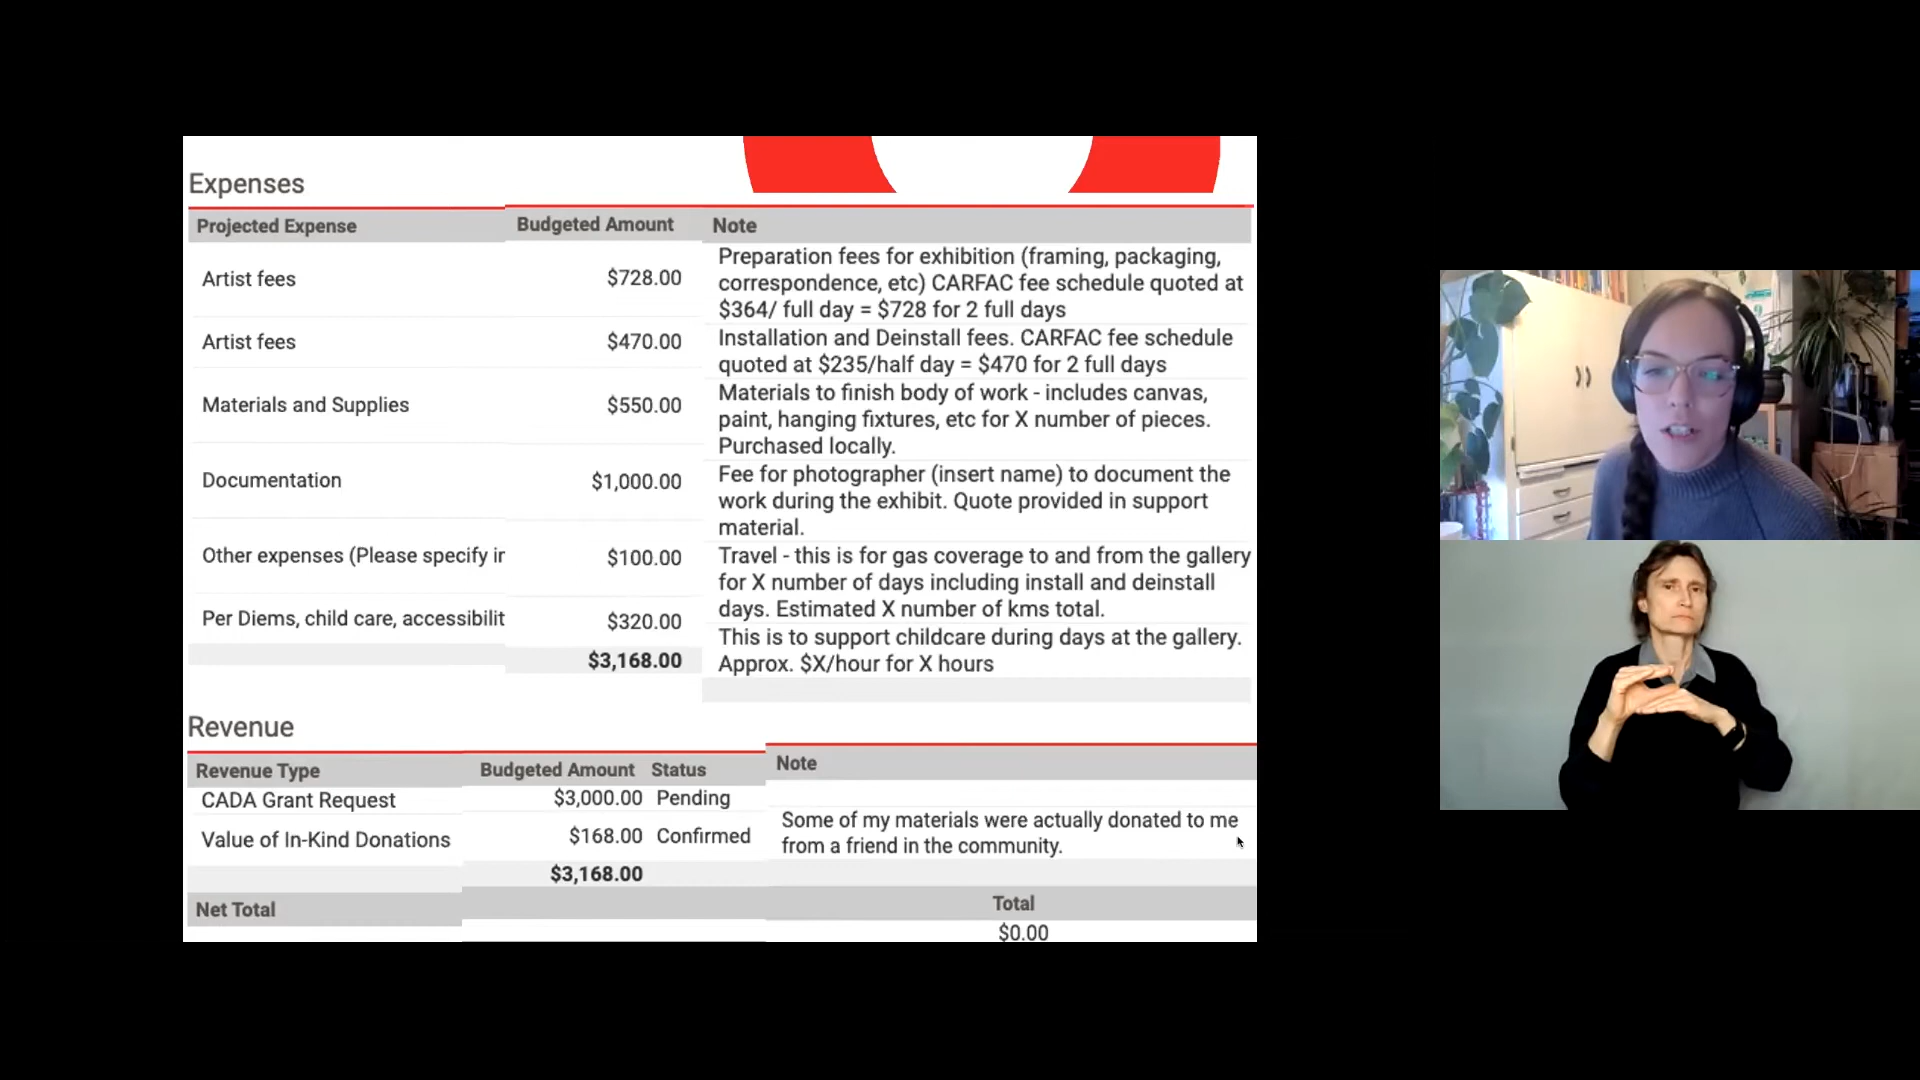 Expenses
Projected Expense Budgeted Amount Note
Artist fees $728.00 Preparation fees for exhibition (framing, packaging,
correspondence, etc) CARFAC fee schedule quoted at
$364/ full day = $728 for 2 full days
Artist fees $470.00 Installation and Deinstall fees. CARFAC fee schedule
quoted at $235/half day = $470 for 2 full days
Materials and Supplies $550.00 Materials to finish body of work - includes canvas,
paint, hanging fixtures, etc for X number of pieces.
Purchased locally.
Documentation $1,000.00 Fee for photographer (insert name) to document the
work during the exhibit. Quote provided in support
material.
Other expenses (Please specify ir $100.00 Travel - this is for gas coverage to and from the gallery
for X number of days including install and deinstall
days. Estimated X number of kms total.
Per Diems, child care, accessibilit $320.00 This is to support childcare during days at the gallery.
Approx. $X/hour for X hours
$3,168.00
Revenue
Revenue Type Budgeted Amount Status Note
CADA Grant Request $3,000.00 Pending
Value of In-Kind Donations $168.00 Confirmed Some of my materials were actually donated to me
from a friend in the community.
$3,168.00
Net Total Total
$0.00